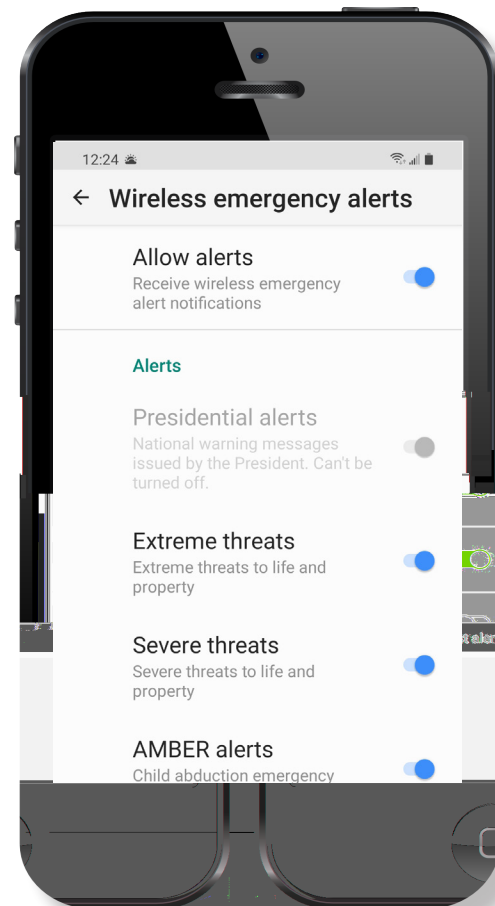 12:24
Wireless emergency alerts
Allow alerts
Receive wireless emergency
alert notifications
Alerts
Presidential alerts
National warning messages
issued by the President. Can't be
turned off.
Extreme threats
Extreme threats to life and
property
Severe threats
Severe threats to life and
property
AMBER alerts
Child abduction emergency